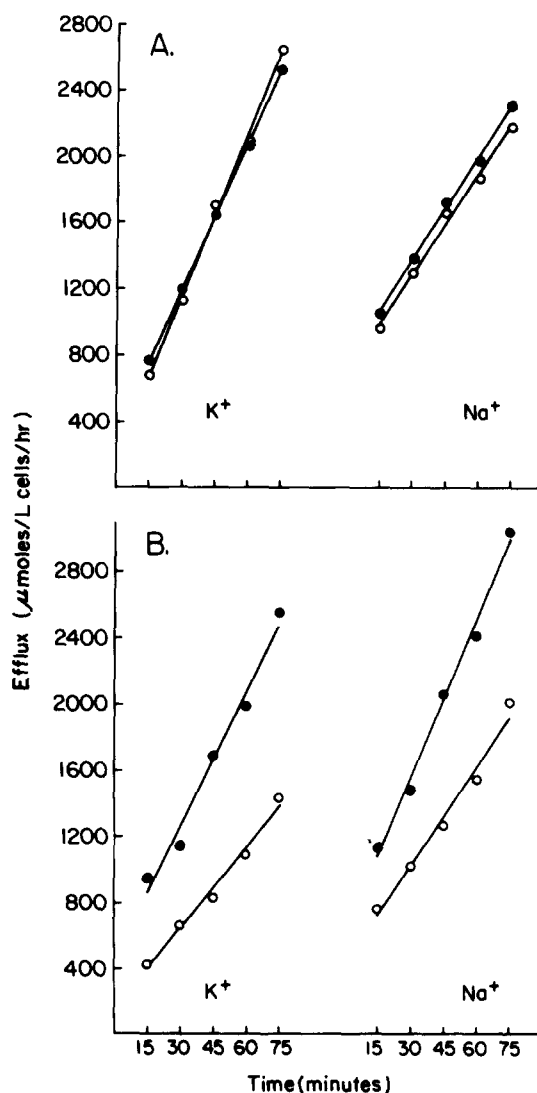 A.
2800
2400
2000
1600
1200
800
400
K+
Na+
Efflux (μmoles/L cells/hr)
B.
2800
2400
2000
1600
1200
800
400
K+
Na+
15 30 45 60 75 15 30 45 60 75
Time(minutes)